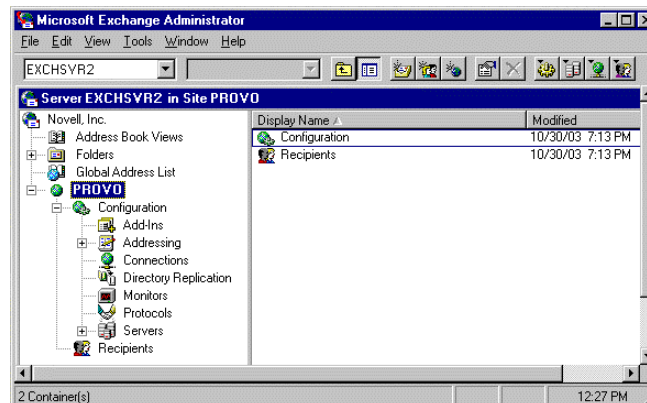 Microsoft Exchange Administrator
File Edit View Tools Window Help
EXCHSVR2
Server EXCHSVR2 in Site PROVO
Novell, Inc.
Address Book Views
Folders
Global Address List
PROVO
Configuration
Add-Ins
Addressing
Connections
Directory Replication
Monitors
Protocols
Servers
Recipients
Display Name Modified
Configuration 10/30/03 7:13 PM
Recipients 10/30/03 7:13 PM
2 Container(s) 12:27 PM